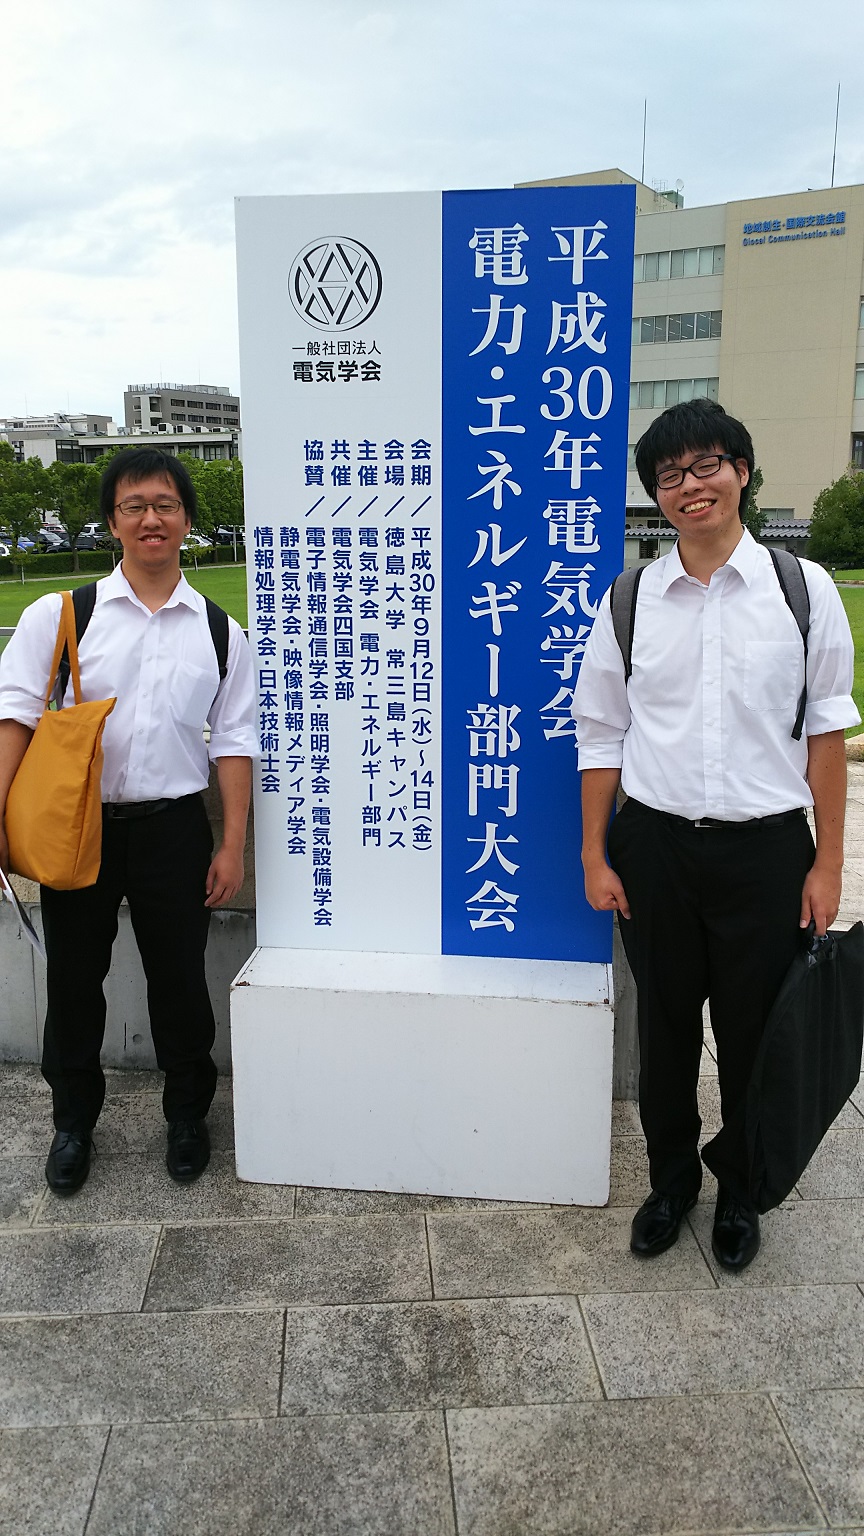 平成30年電気学会
電力・エネルギー部門大会
一般社団法人
電気学会
会期／平成30年9月12日(水)～14日(金)
会場／徳島大学 常三島キャンパス
主催／電気学会 電力・エネルギー部門
共催／電気学会四国支部
協賛／電子情報通信学会・照明学会・電気設備学会
静電気学会・映像情報メディア学会
情報処理学会・日本技術士会
地域創生・国際交流会館
Glocal Communication Hall